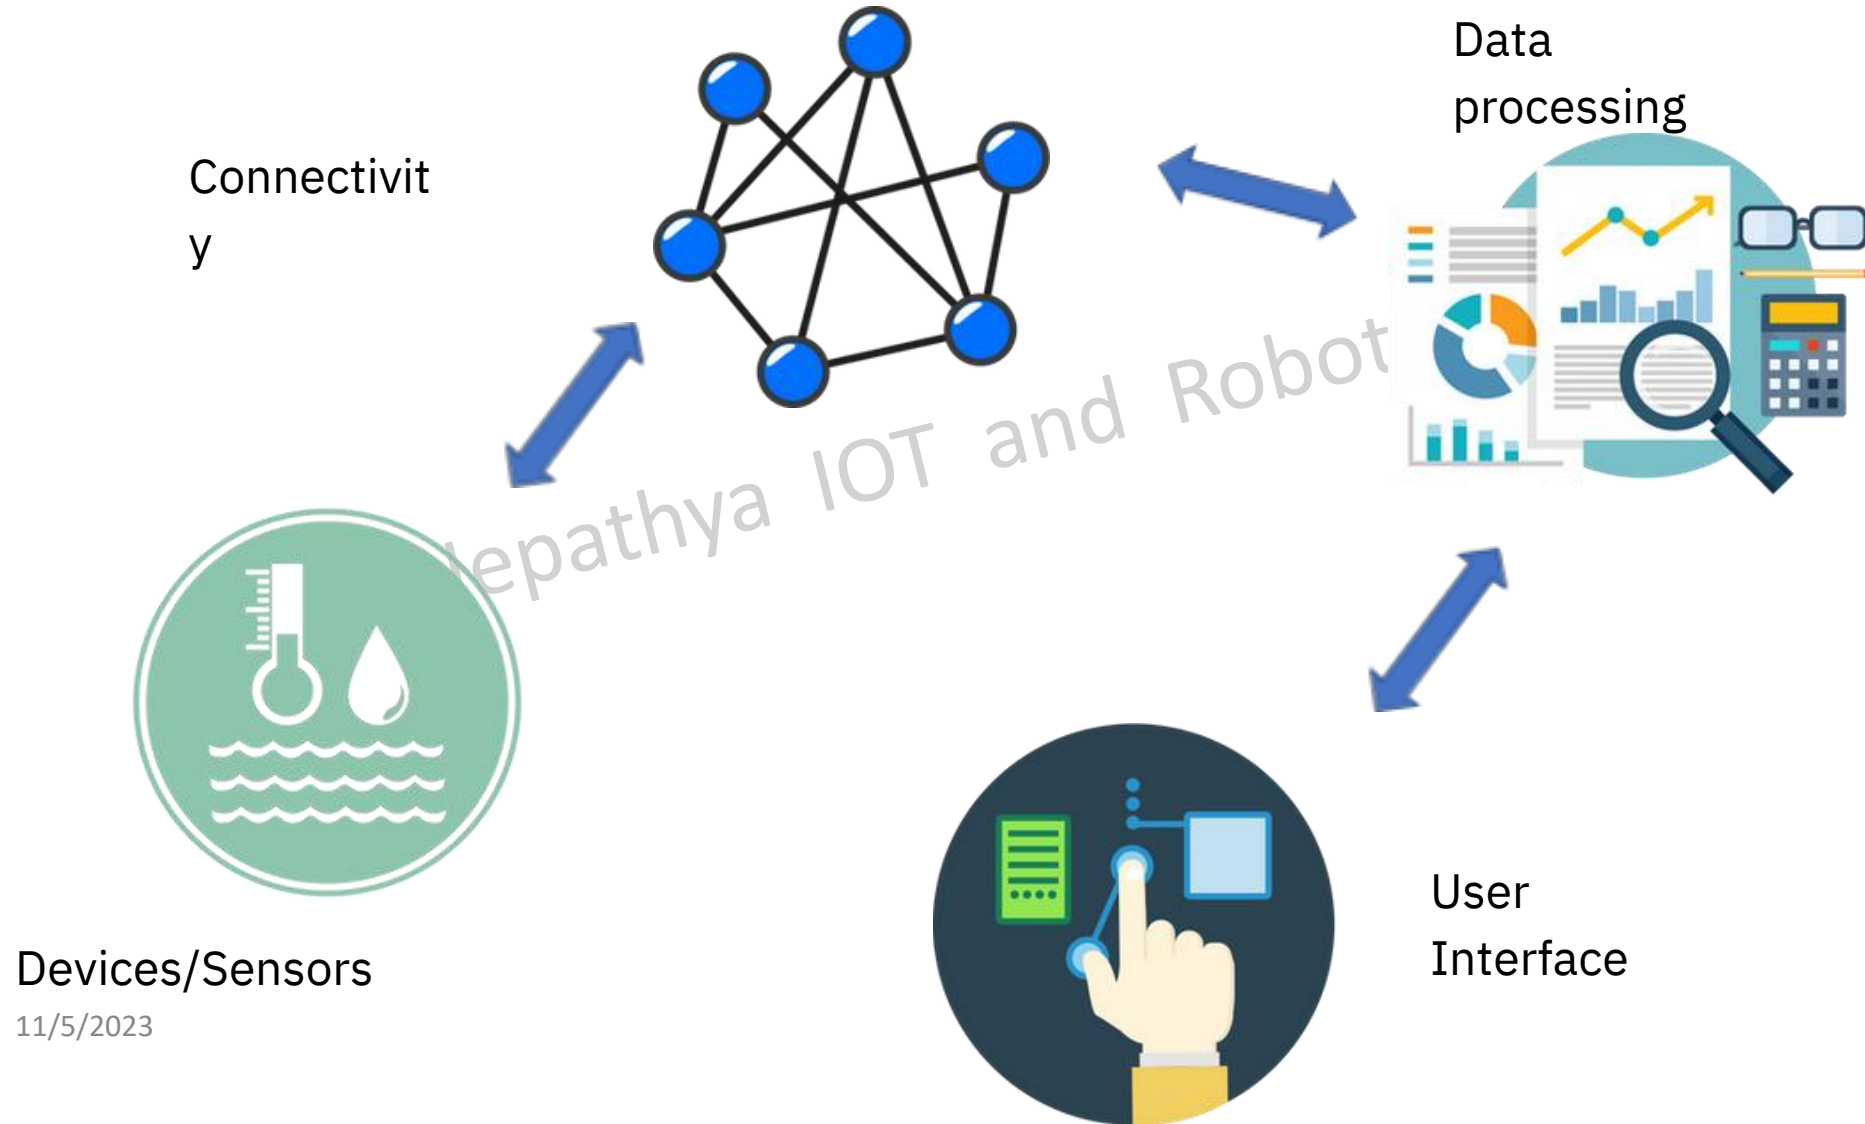 Data
processing
Connectivit
y
epathya IOT and Robot
Devices/Sensors
11/5/2023
User
Interface